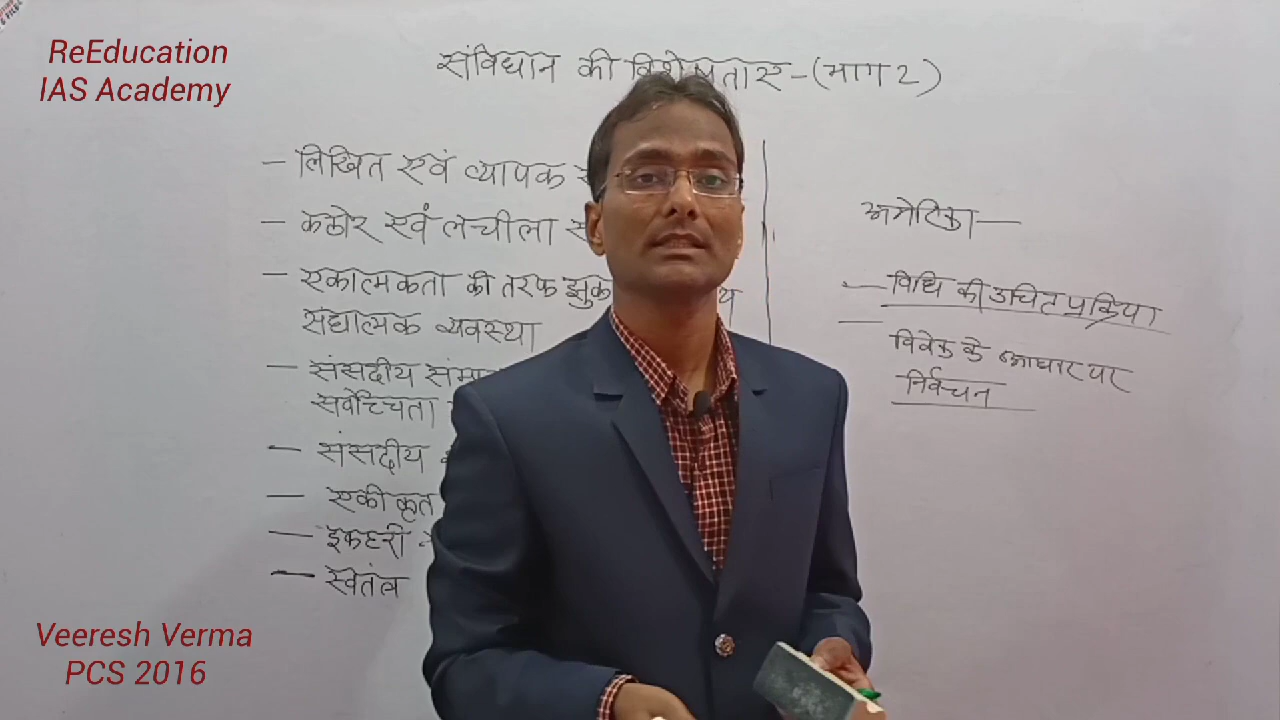 ReEducation
IAS Academy
संविधान की विशेषताएं - (भाग 2)
- लिखित एवं व्यापक
- कठोर एवं लचीला
- एकात्मकता की तरफ झुक
संघात्मक व्यवस्था
- संसदीय
सर्वोच्चता
- संसदीय
- एकीकृत
- इकहरी
- स्वतंत्र
अमेरिका -
- विधि की उचित प्रक्रिया
- विवेक के आधार पर
निर्वचन
Veeresh Verma
PCS 2016